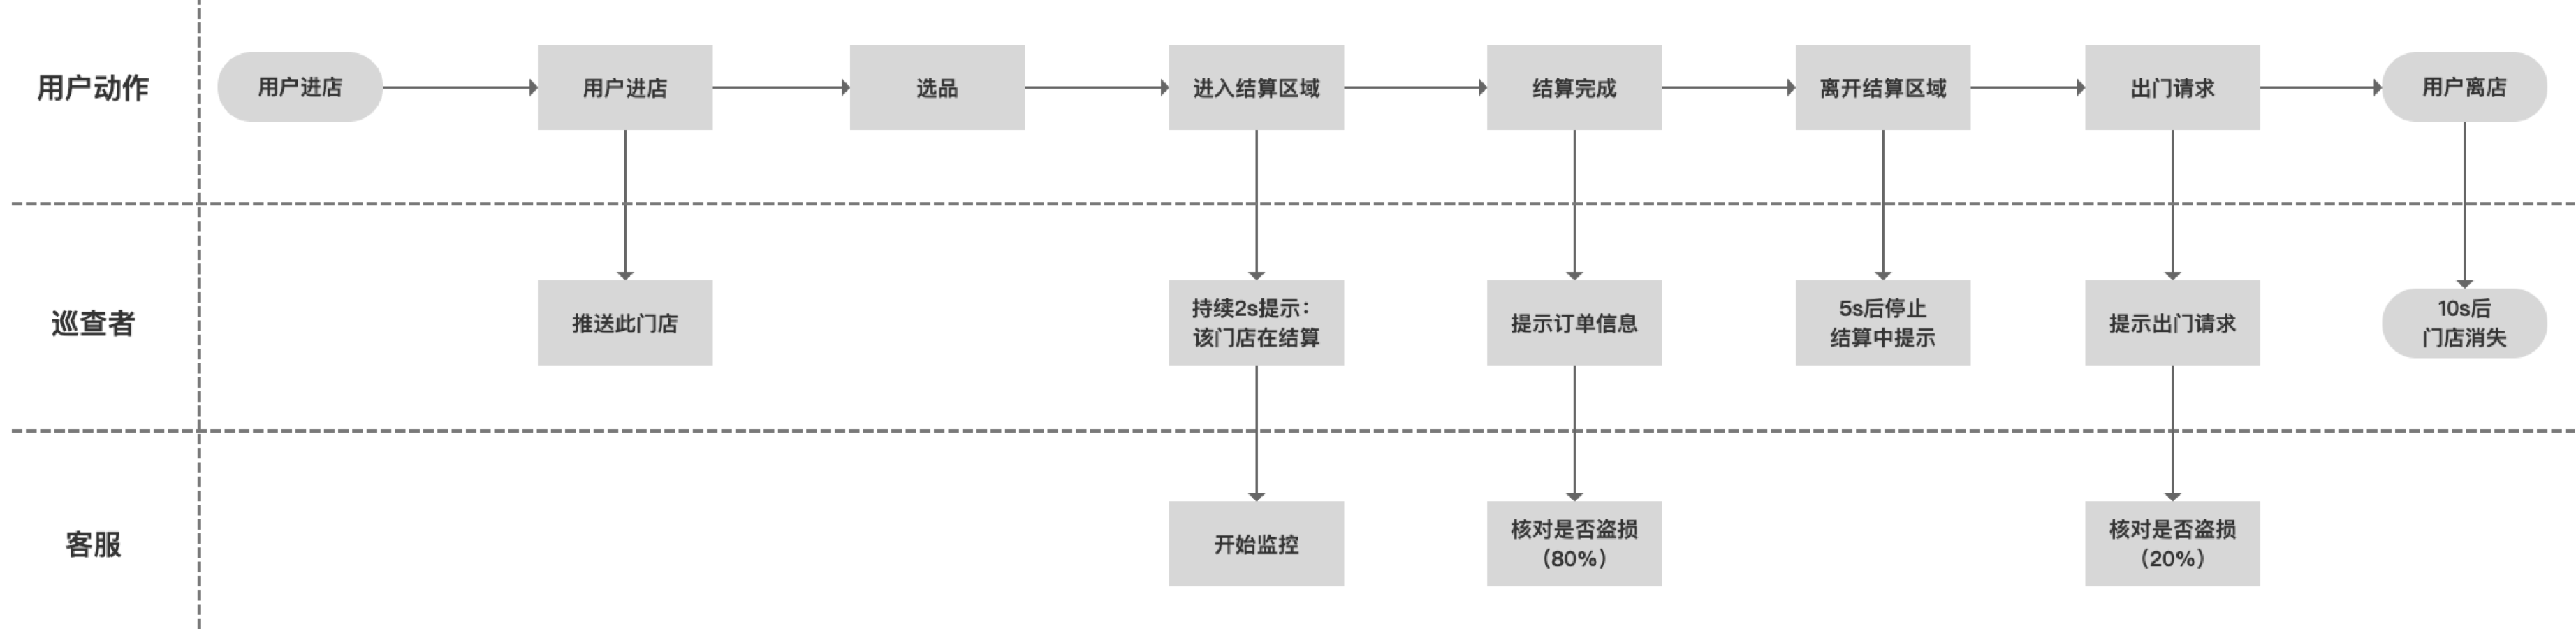 用户动作
用户进店
用户进店
选品
进入结算区域
结算完成
离开结算区域
出门请求
用户离店
巡查者
推送此门店
持续2s提示：
该门店在结算
提示订单信息
5s后停止
结算中提示
提示出门请求
10s后
门店消失
客服
开始监控
核对是否盗损
（80%）
核对是否盗损
（20%）